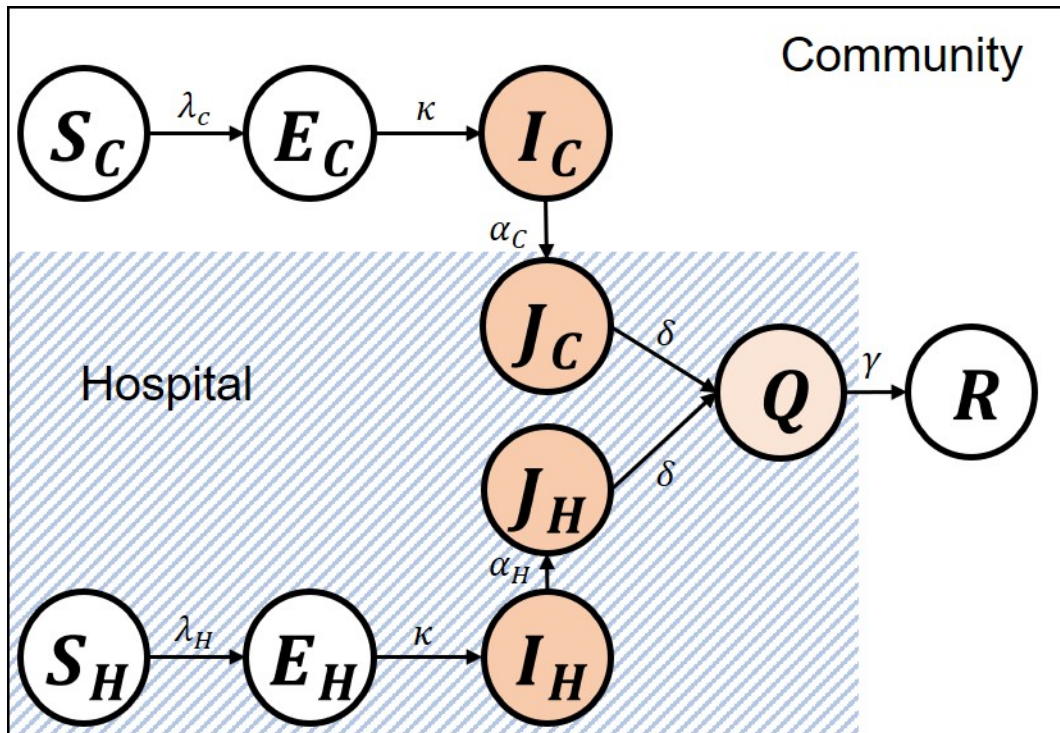 Community
S_C λ_c E_C κ I_C
α_C
J_C δ
Hospital
Q γ R
J_H δ
α_H
S_H λ_H E_H κ I_H